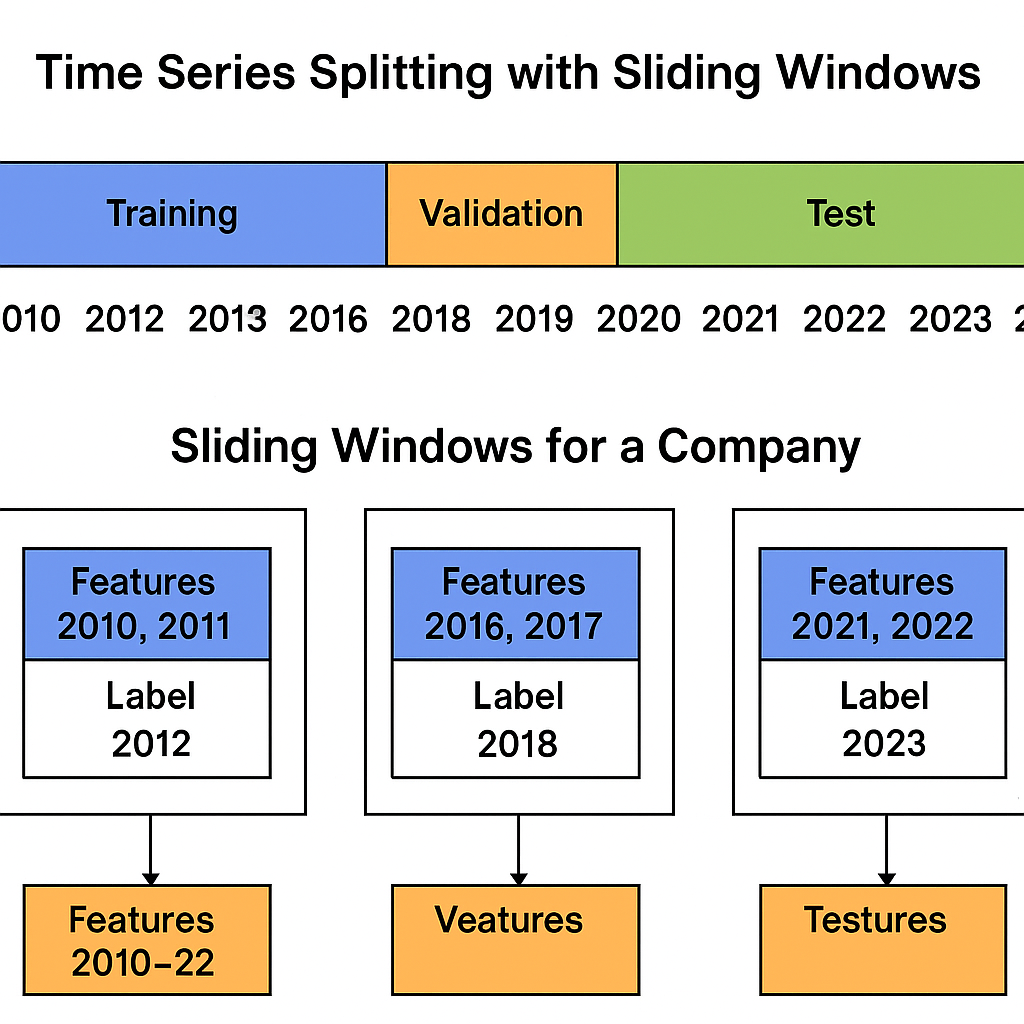 Time Series Splitting with Sliding Windows
Training Validation Test
010 2012 2013 2016 2018 2019 2020 2021 2022 2023 2
Sliding Windows for a Company
Features
2010, 2011
Label
2012
Features
2016, 2017
Label
2018
Features
2021, 2022
Label
2023
Features
2010–22
Veatures
Testures